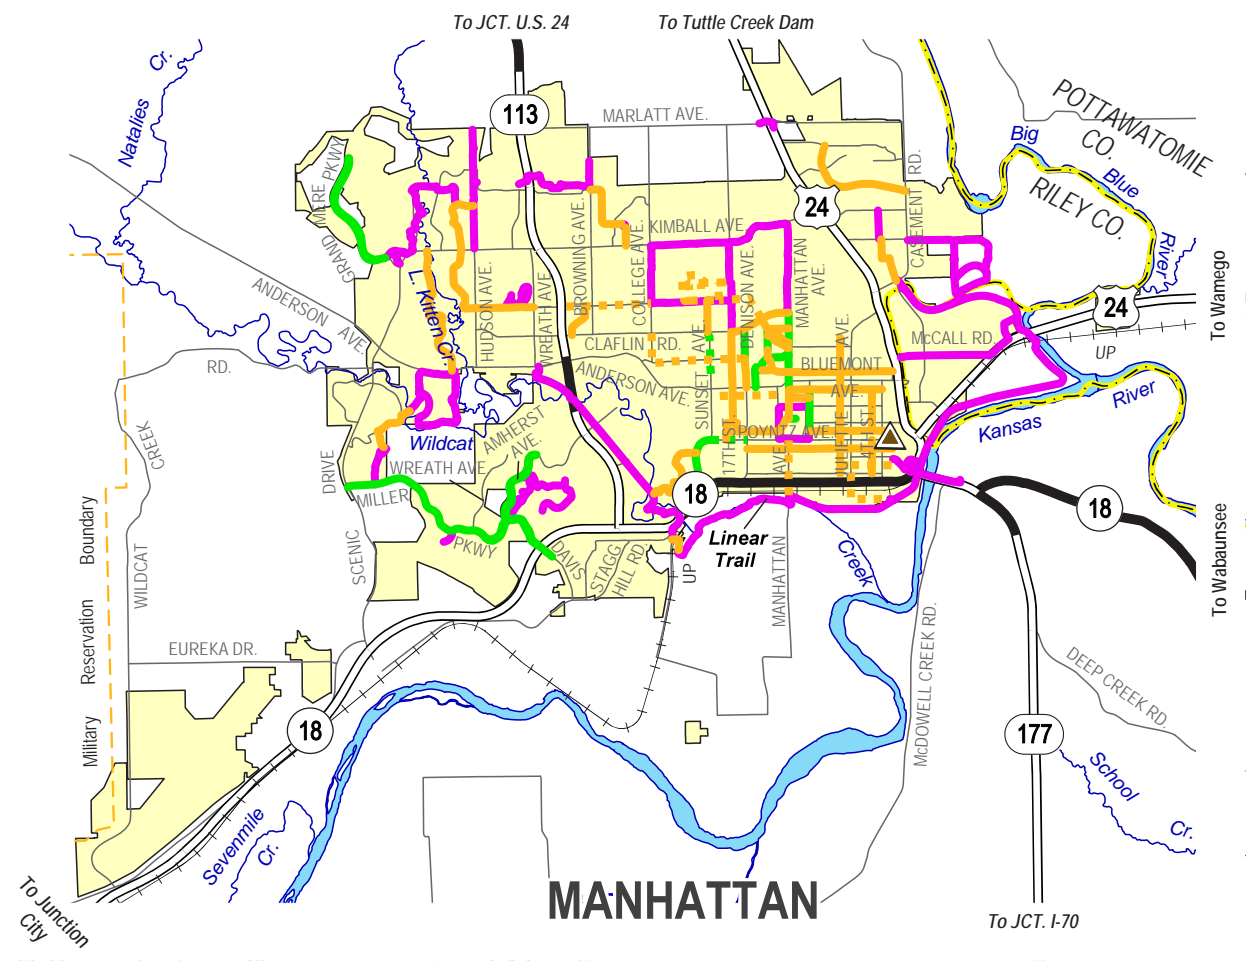 To JCT. U.S. 24
To Tuttle Creek Dam
Natalies
Cr.
113
MARLATT AVE.
POTTAWATOMIE
CO.
Big
Blue
River
RILEY CO.
GRAND
MERE
PKWY
24
CASEMENT
RD.
KIMBALL AVE.
BROWNING AVE.
COLLEGE AVE.
DENISON AVE.
MANHATTAN
AVE.
To Wamego
24
ANDERSON
AVE.
L. Kitten Cr.
HUDSON AVE.
WREATH AVE.
CLAFLIN RD.
McCALL RD.
UP
RD.
ANDERSON AVE.
SUNSET
AVE.
BLUEMONT
AVE.
AVE.
River
Kansas
CREEK
WILDCAT
Wildcat
AMHERST
AVE.
WREATH AVE.
17TH ST.
POYNTZ AVE.
AVE.
JULIETTE
4TH ST.
DRIVE
SCENIC
MILLER
PKWY
18
18
DAVIS
STAGG
HILL RD.
UP
Linear
Trail
MANHATTAN
Creek
To Wabaunsee
Military
Reservation
Boundary
EUREKA DR.
McDOWELL CREEK RD.
DEEP CREEK RD.
18
177
School
Cr.
Sevenmile
Cr.
To Junction
City
MANHATTAN
To JCT. I-70